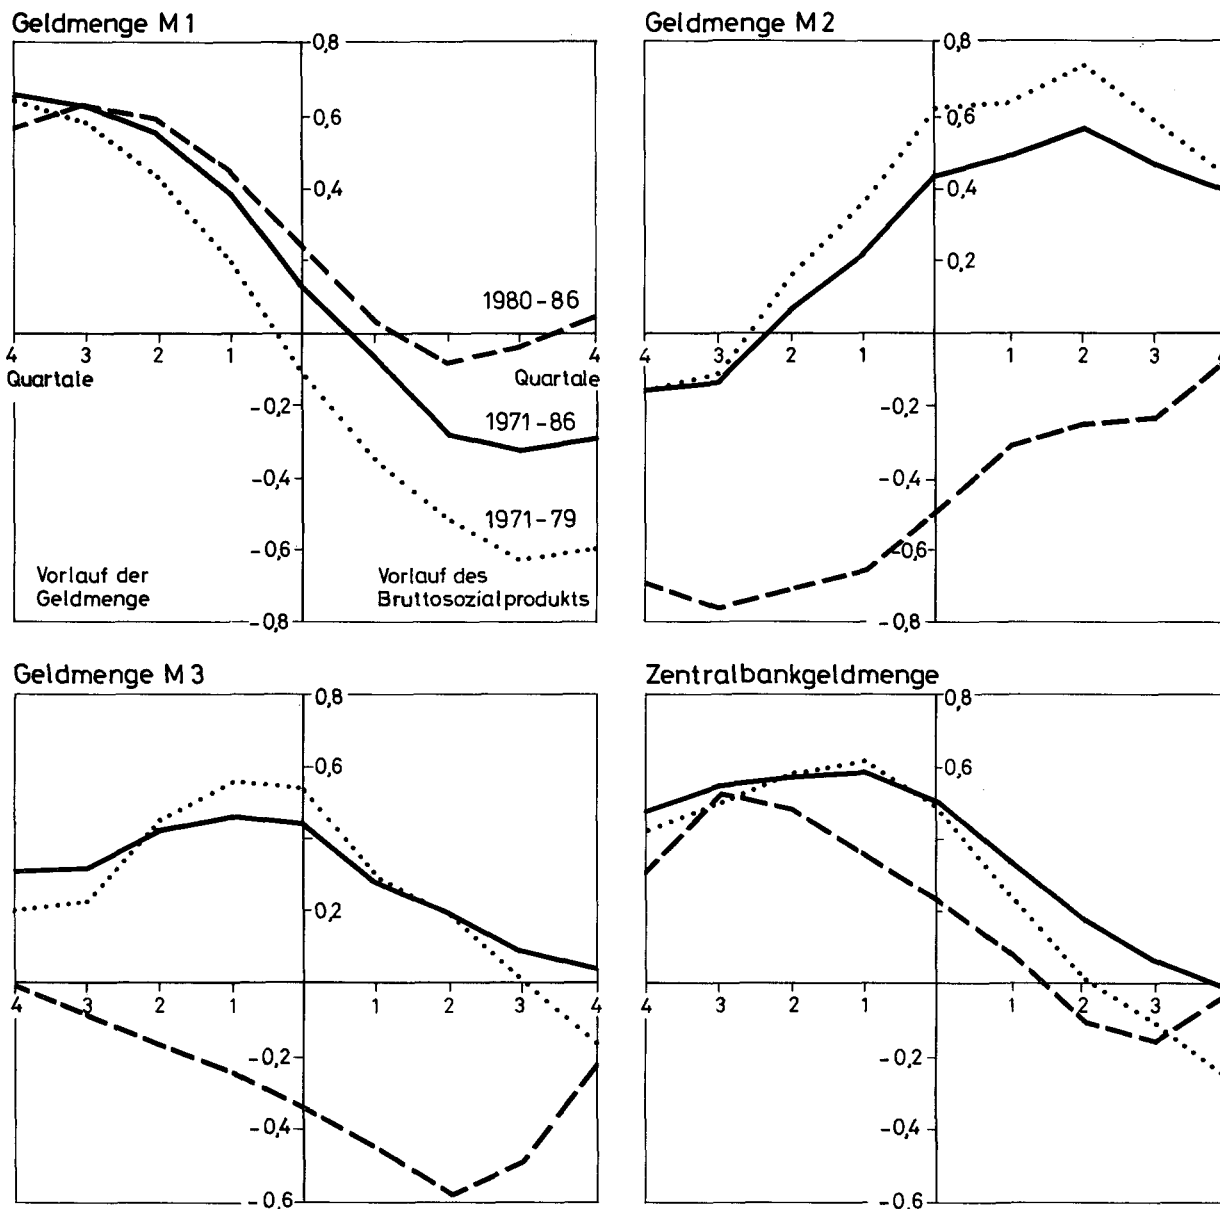 Geldmenge M1
0,8
0,6
0,4
1980-86
4 3 2 1 4
Quartale Quartale
-0,2
1971-86
-0,4
1971-79
-0,6
Vorlauf der Geldmenge
Vorlauf des Bruttosozialprodukts
-0,8
Geldmenge M2
0,8
0,6
0,4
0,2
4 3 2 1 1 2 3
-0,2
-0,4
-0,6
-0,8
Geldmenge M3
0,8
0,6
0,2
4 3 2 1 1 2 3 4
-0,2
-0,4
-0,6
Zentralbankgeldmenge
0,8
0,6
4 3 2 1 1 2 3
-0,2
-0,4
-0,6